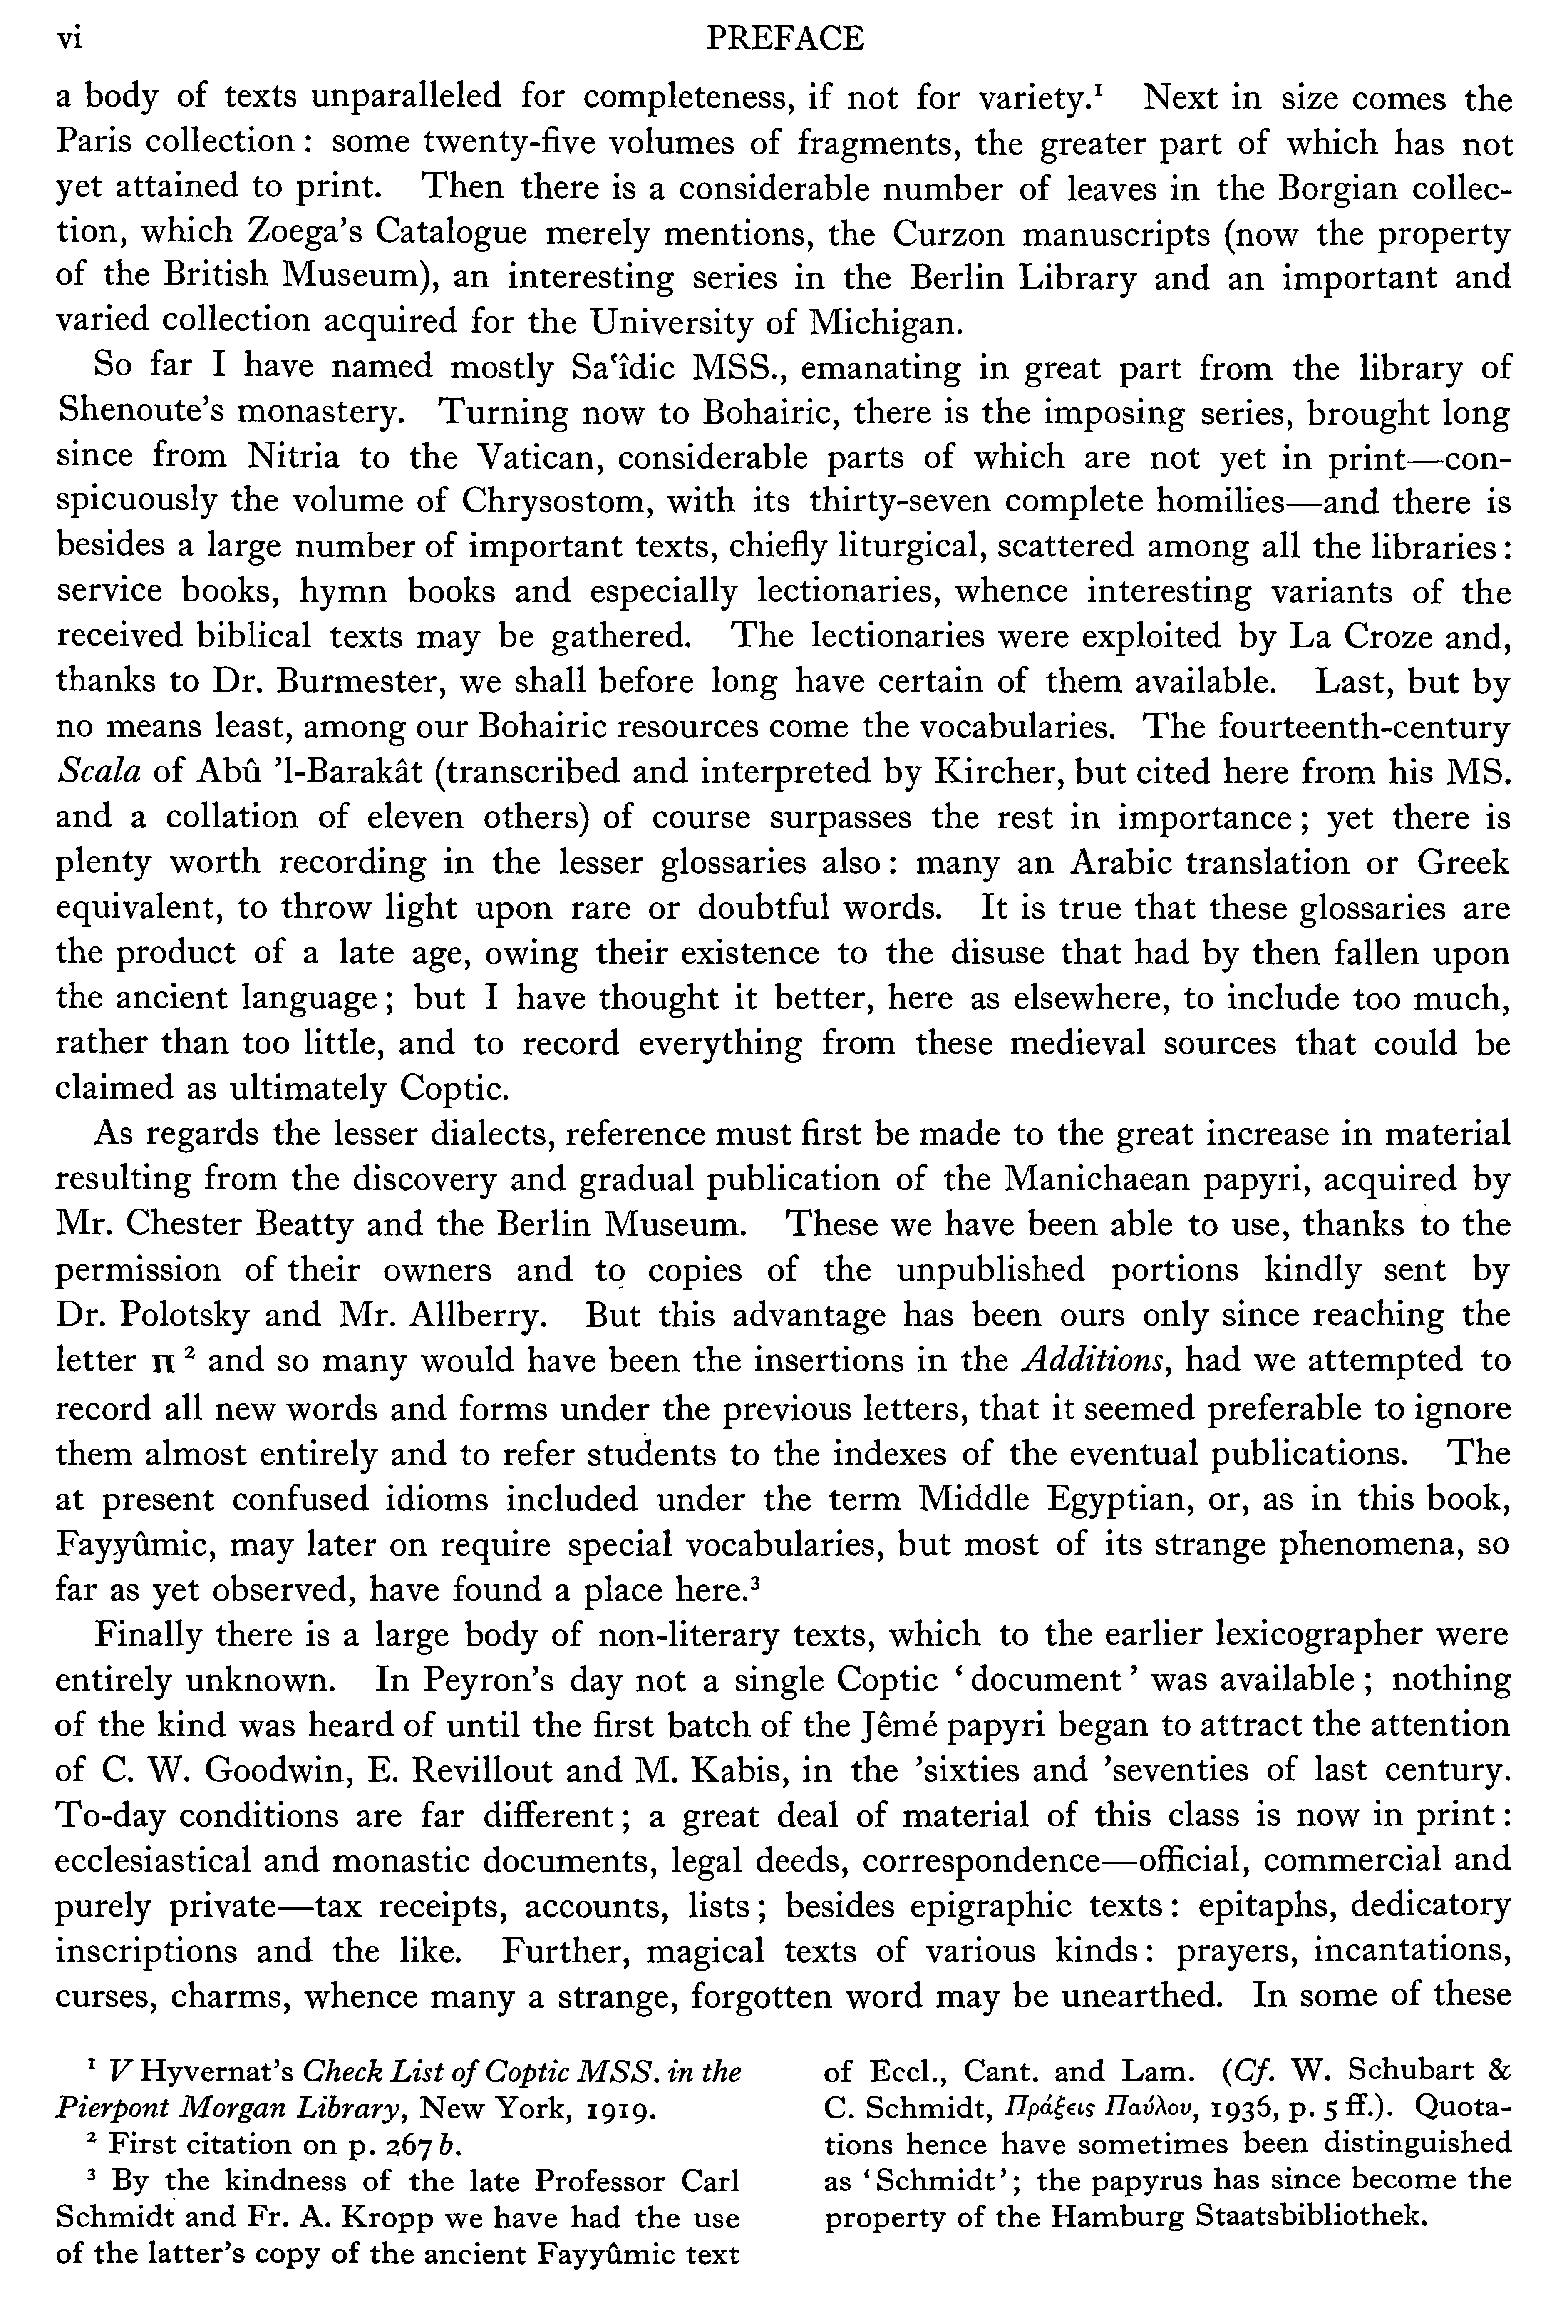 vi
PREFACE
a body of texts unparalleled for completeness, if not for variety.¹ Next in size comes the
Paris collection : some twenty-five volumes of fragments, the greater part of which has not
yet attained to print. Then there is a considerable number of leaves in the Borgian collec-
tion, which Zoega’s Catalogue merely mentions, the Curzon manuscripts (now the property
of the British Museum), an interesting series in the Berlin Library and an important and
varied collection acquired for the University of Michigan.
So far I have named mostly Saʿîdic MSS., emanating in great part from the library of
Shenoute’s monastery. Turning now to Bohairic, there is the imposing series, brought long
since from Nitria to the Vatican, considerable parts of which are not yet in print—con-
spicuously the volume of Chrysostom, with its thirty-seven complete homilies—and there is
besides a large number of important texts, chiefly liturgical, scattered among all the libraries :
service books, hymn books and especially lectionaries, whence interesting variants of the
received biblical texts may be gathered. The lectionaries were exploited by La Croze and,
thanks to Dr. Burmester, we shall before long have certain of them available. Last, but by
no means least, among our Bohairic resources come the vocabularies. The fourteenth-century
Scala of Abû ’l-Barakât (transcribed and interpreted by Kircher, but cited here from his MS.
and a collation of eleven others) of course surpasses the rest in importance ; yet there is
plenty worth recording in the lesser glossaries also : many an Arabic translation or Greek
equivalent, to throw light upon rare or doubtful words. It is true that these glossaries are
the product of a late age, owing their existence to the disuse that had by then fallen upon
the ancient language ; but I have thought it better, here as elsewhere, to include too much,
rather than too little, and to record everything from these medieval sources that could be
claimed as ultimately Coptic.
As regards the lesser dialects, reference must first be made to the great increase in material
resulting from the discovery and gradual publication of the Manichaean papyri, acquired by
Mr. Chester Beatty and the Berlin Museum. These we have been able to use, thanks to the
permission of their owners and to copies of the unpublished portions kindly sent by
Dr. Polotsky and Mr. Allberry. But this advantage has been ours only since reaching the
letter ⲡ ² and so many would have been the insertions in the Additions, had we attempted to
record all new words and forms under the previous letters, that it seemed preferable to ignore
them almost entirely and to refer students to the indexes of the eventual publications. The
at present confused idioms included under the term Middle Egyptian, or, as in this book,
Fayyûmic, may later on require special vocabularies, but most of its strange phenomena, so
far as yet observed, have found a place here.³
Finally there is a large body of non-literary texts, which to the earlier lexicographer were
entirely unknown. In Peyron’s day not a single Coptic ‘ document ’ was available ; nothing
of the kind was heard of until the first batch of the Jêmé papyri began to attract the attention
of C. W. Goodwin, E. Revillout and M. Kabis, in the ’sixties and ’seventies of last century.
To-day conditions are far different ; a great deal of material of this class is now in print :
ecclesiastical and monastic documents, legal deeds, correspondence—official, commercial and
purely private—tax receipts, accounts, lists ; besides epigraphic texts : epitaphs, dedicatory
inscriptions and the like. Further, magical texts of various kinds : prayers, incantations,
curses, charms, whence many a strange, forgotten word may be unearthed. In some of these
¹ V Hyvernat’s Check List of Coptic MSS. in the
Pierpont Morgan Library, New York, 1919.
² First citation on p. 267 b.
³ By the kindness of the late Professor Carl
Schmidt and Fr. A. Kropp we have had the use
of the latter’s copy of the ancient Fayyûmic text
of Eccl., Cant. and Lam. (Cf. W. Schubart &
C. Schmidt, Πράξεις Παύλου, 1936, p. 5 ff.). Quota-
tions hence have sometimes been distinguished
as ‘ Schmidt ’ ; the papyrus has since become the
property of the Hamburg Staatsbibliothek.